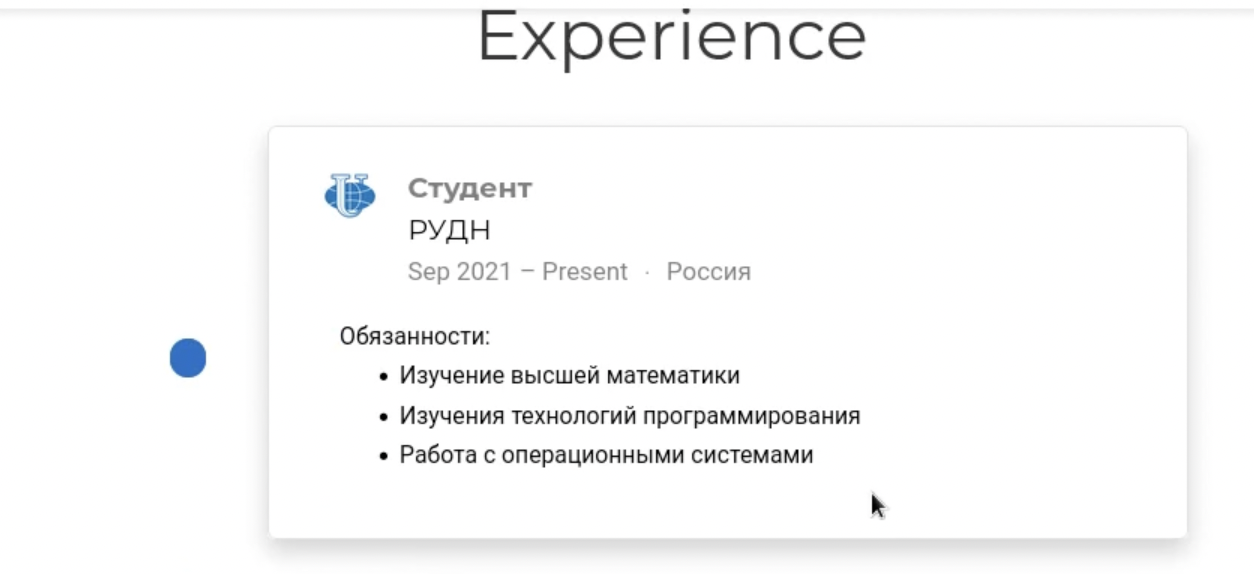 Experience
Студент
РУДН
Sep 2021 – Present · Россия
Обязанности:
• Изучение высшей математики
• Изучения технологий программирования
• Работа с операционными системами